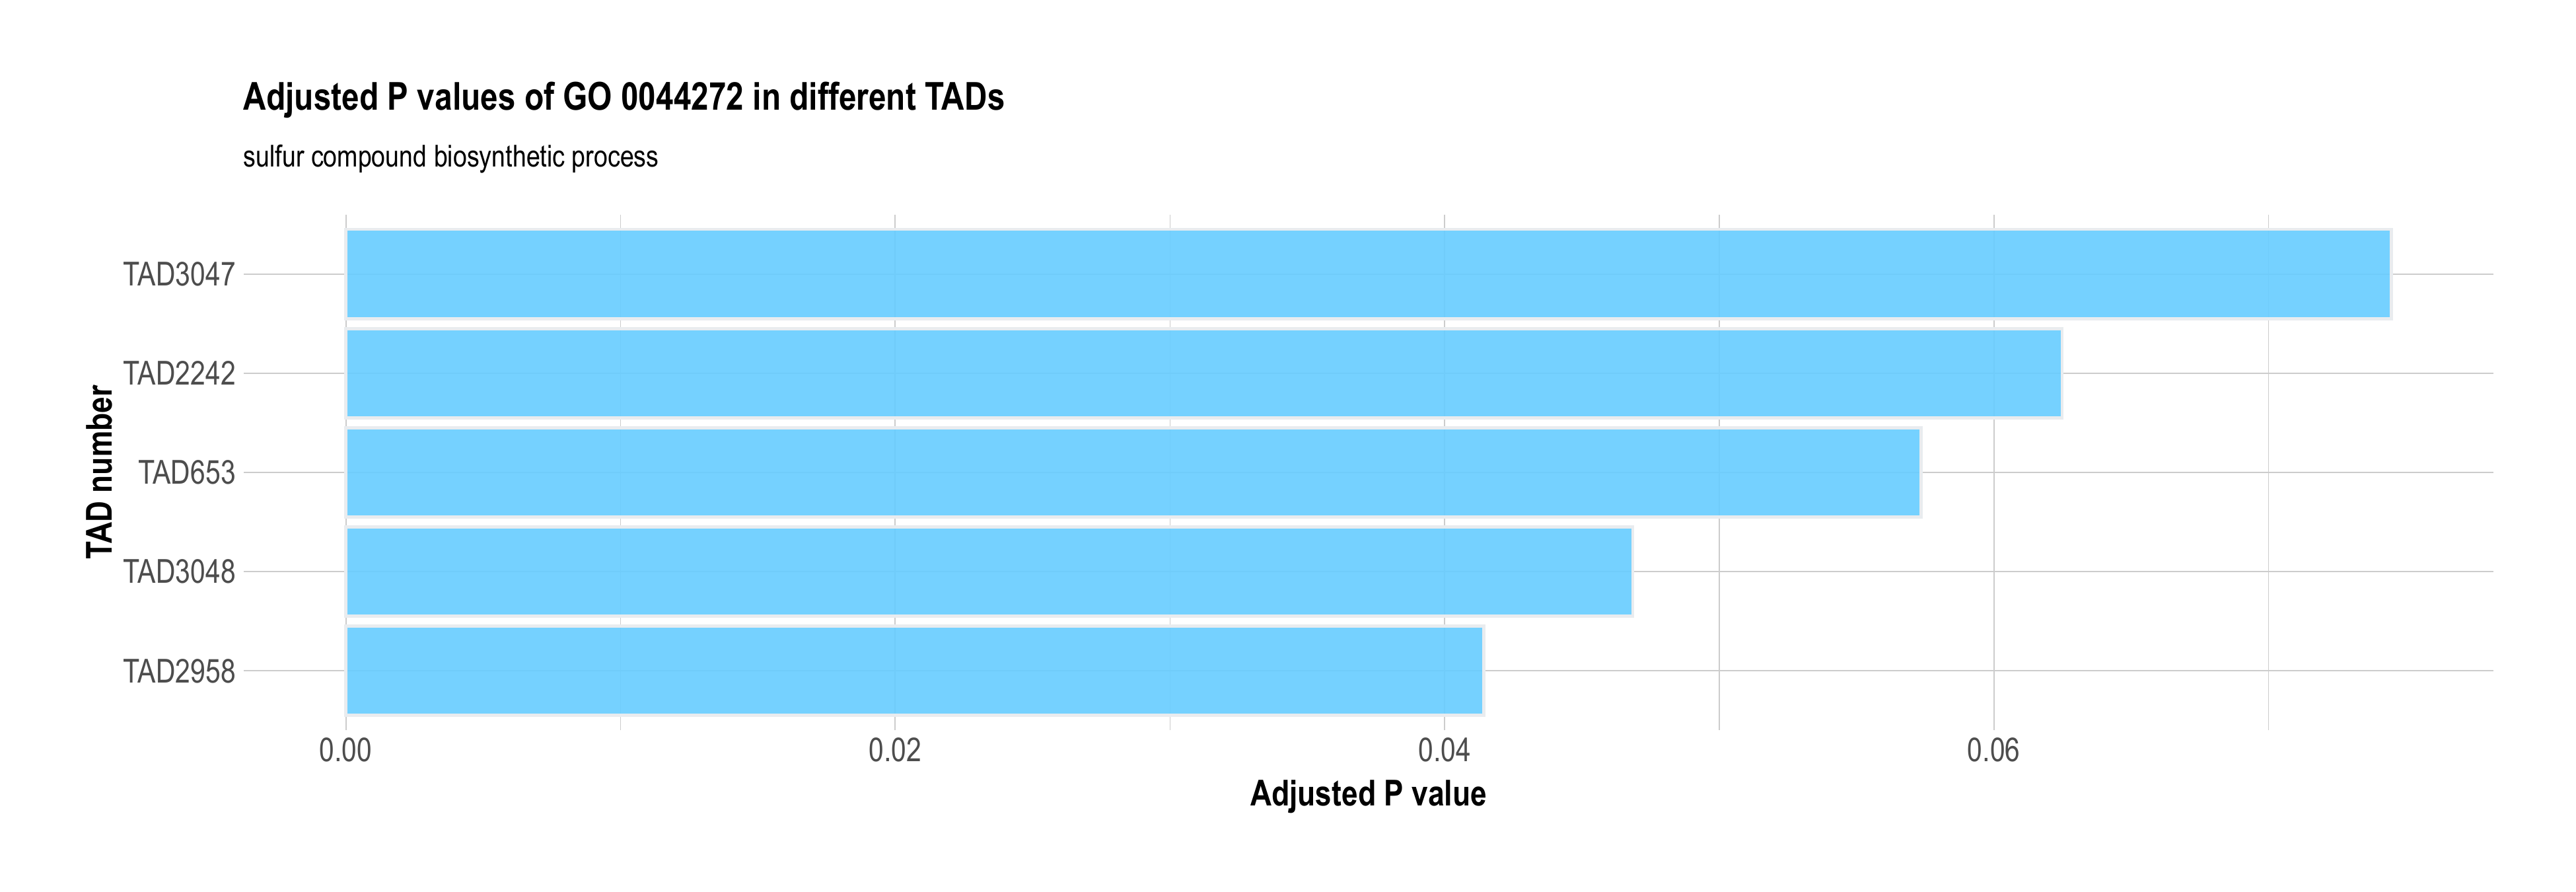 Adjusted P values of GO 0044272 in different TADs
sulfur compound biosynthetic process
TAD number
TAD3047
TAD2242
TAD653
TAD3048
TAD2958
0.00 0.02 0.04 0.06
Adjusted P value